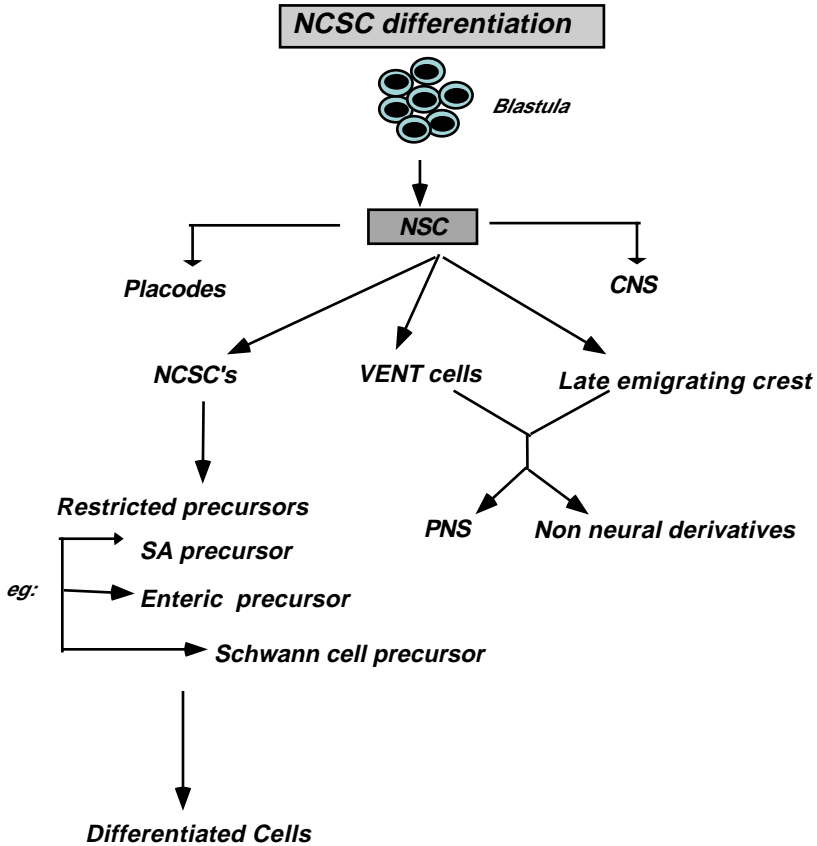 NCSC differentiation
Blastula
NSC
Placodes
CNS
NCSC's
VENT cells
Late emigrating crest
Restricted precursors
PNS
Non neural derivatives
SA precursor
eg:
Enteric precursor
Schwann cell precursor
Differentiated Cells